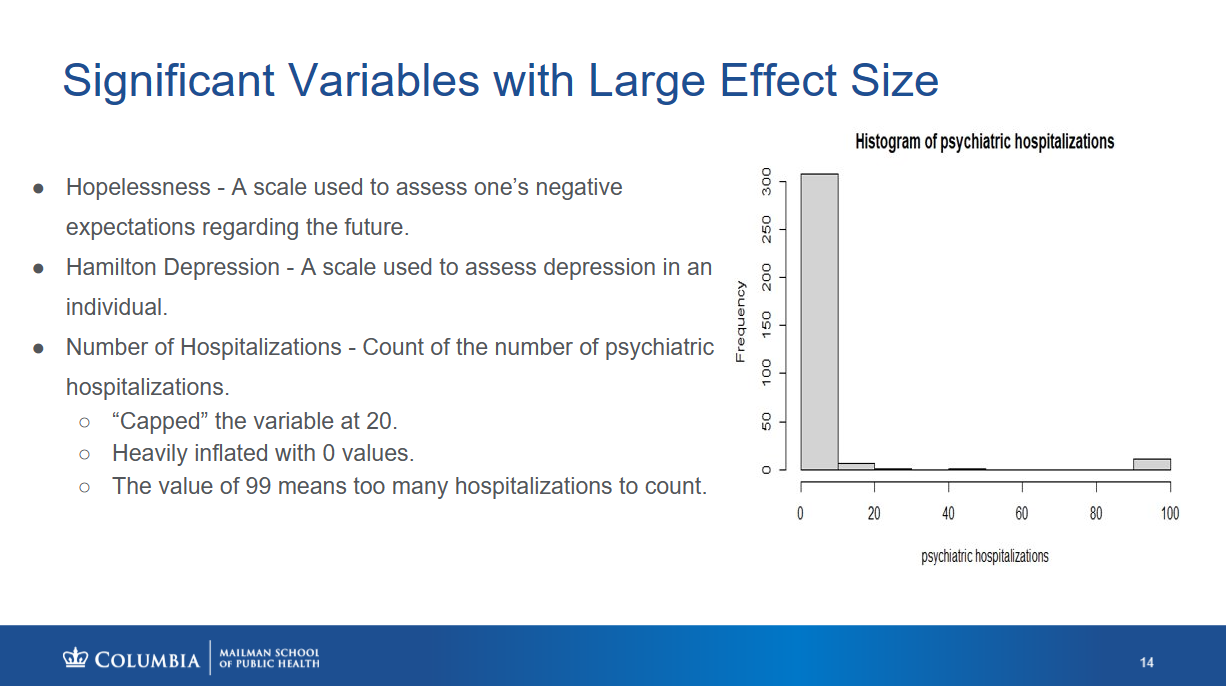 Significant Variables with Large Effect Size
● Hopelessness - A scale used to assess one’s negative
expectations regarding the future.
● Hamilton Depression - A scale used to assess depression in an
individual.
● Number of Hospitalizations - Count of the number of psychiatric
hospitalizations.
○ “Capped” the variable at 20.
○ Heavily inflated with 0 values.
○ The value of 99 means too many hospitalizations to count.
Histogram of psychiatric hospitalizations
Frequency
300
250
200
150
100
50
0
0 20 40 60 80 100
psychiatric hospitalizations
COLUMBIA
MAILMAN SCHOOL
OF PUBLIC HEALTH
14